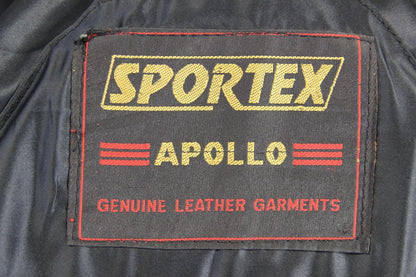 SPORTEX
APOLLO
GENUINE LEATHER GARMENTS